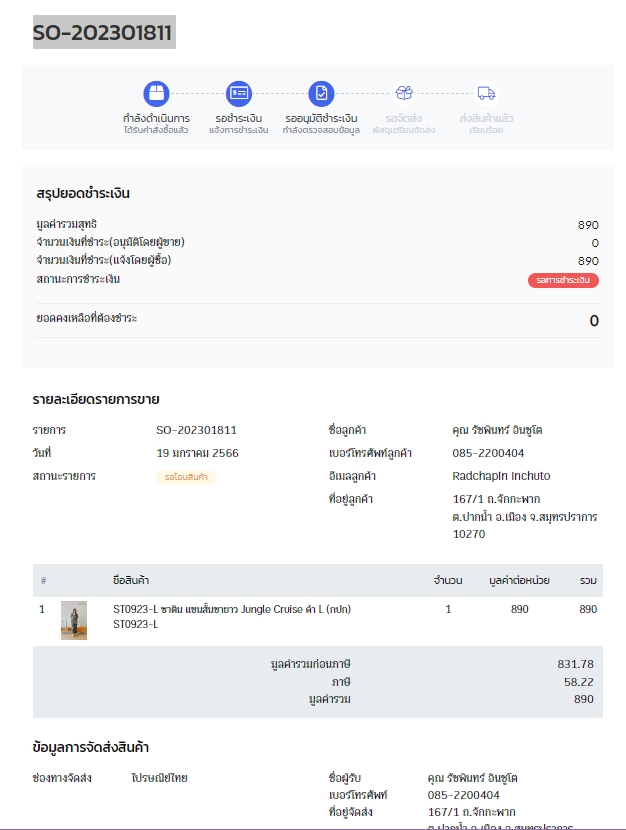 SO-202301811
กำลังดำเนินการ รอชำระเงิน รออนุมัติชำระเงิน รอจัดส่ง ส่งสินค้าแล้ว
ได้รับคำสั่งซื้อแล้ว แจ้งการชำระเงิน กำลังตรวจสอบข้อมูล พัสดุเตรียมจัดส่ง เรียบร้อย
สรุปยอดชำระเงิน
มูลค่ารวมสุทธิ 890
จำนวนเงินที่ชำระ(อนุมัติโดยผู้ขาย) 0
จำนวนเงินที่ชำระ(แจ้งโดยผู้ซื้อ) 890
สถานะการชำระเงิน รอการชำระเงิน
ยอดคงเหลือที่ต้องชำระ 0
รายละเอียดรายการขาย
รายการ SO-202301811 ชื่อลูกค้า คุณ รัชพินทร์ อินชูโต
วันที่ 19 มกราคม 2566 เบอร์โทรศัพท์ลูกค้า 085-2200404
สถานะรายการ รอโอนสินค้า อีเมลลูกค้า Radchapin Inchuto
ที่อยู่ลูกค้า 167/1 ถ.จักกะพาก
ต.ปากน้ำ อ.เมือง จ.สมุทรปราการ
10270
# ชื่อสินค้า จำนวน มูลค่าต่อหน่วย รวม
1 ST0923-L ซาติน แขนสั้นขายาว Jungle Cruise ดำ L (กปก) 1 890 890
ST0923-L
มูลค่ารวมก่อนภาษี 831.78
ภาษี 58.22
มูลค่ารวม 890
ข้อมูลการจัดส่งสินค้า
ช่องทางจัดส่ง ไปรษณีย์ไทย ชื่อผู้รับ คุณ รัชพินทร์ อินชูโต
เบอร์โทรศัพท์ 085-2200404
ที่อยู่จัดส่ง 167/1 ถ.จักกะพาก
ต.ปากน้ำ อ.เมือง จ.สมุทรปราการ